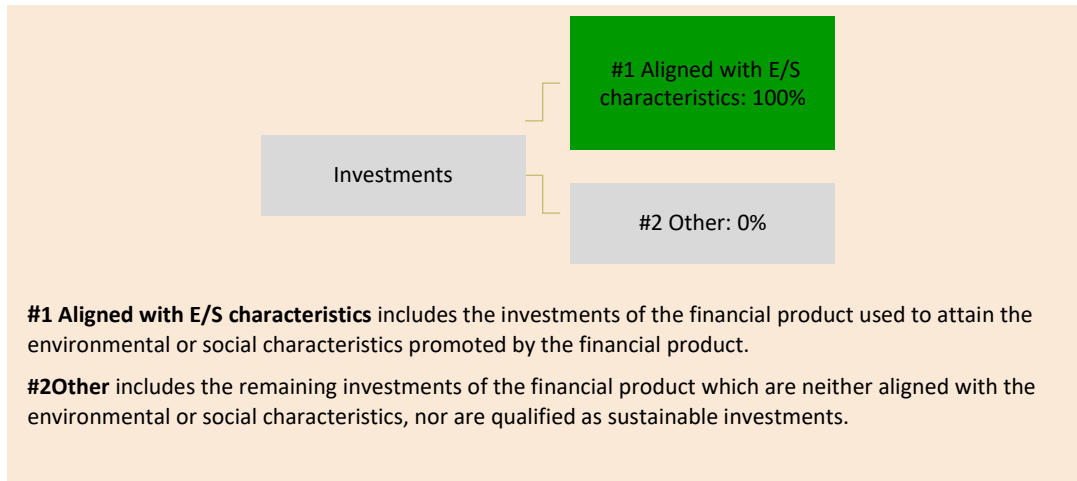 #1 Aligned with E/S
characteristics: 100%
Investments
#2 Other: 0%
#1 Aligned with E/S characteristics includes the investments of the financial product used to attain the
environmental or social characteristics promoted by the financial product.
#2Other includes the remaining investments of the financial product which are neither aligned with the
environmental or social characteristics, nor are qualified as sustainable investments.